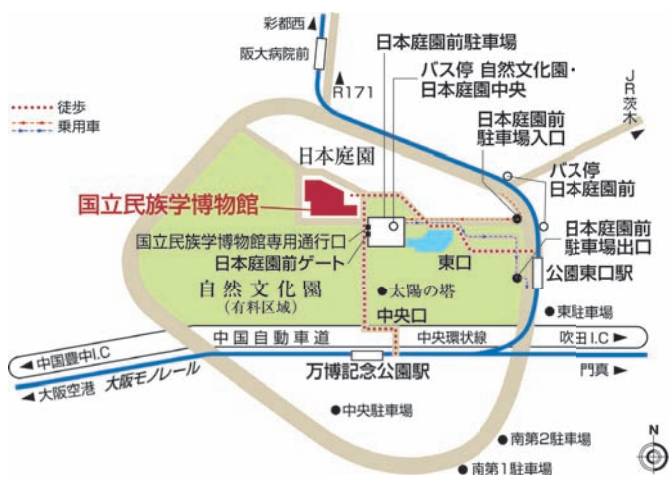 彩都西
阪大病院前
R171
日本庭園前駐車場
バス停 自然文化園・
日本庭園中央
JR茨木
徒歩
乗用車
日本庭園前
駐車場入口
日本庭園
バス停
日本庭園前
国立民族学博物館
国立民族学博物館専用通行口
日本庭園前ゲート
日本庭園前
駐車場出口
東口
公園東口駅
自然文化園
(有料区域)
太陽の塔
中央口
東駐車場
中国自動車道
中央環状線
吹田I.C
中国豊中I.C
大阪空港
大阪モノレール
万博記念公園駅
門真
中央駐車場
南第2駐車場
南第1駐車場
N